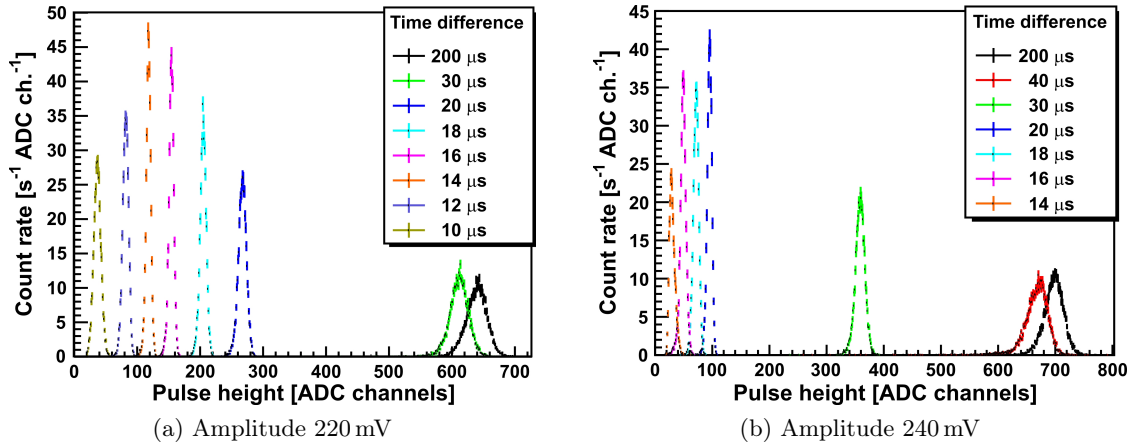 Count rate [s⁻¹ ADC ch.⁻¹]
50
45
40
35
30
25
20
15
10
5
0
Time difference
200 μs
30 μs
20 μs
18 μs
16 μs
14 μs
12 μs
10 μs
0 100 200 300 400 500 600 700
Pulse height [ADC channels]
(a) Amplitude 220 mV
Count rate [s⁻¹ ADC ch.⁻¹]
45
40
35
30
25
20
15
10
5
0
Time difference
200 μs
40 μs
30 μs
20 μs
18 μs
16 μs
14 μs
0 100 200 300 400 500 600 700 800
Pulse height [ADC channels]
(b) Amplitude 240 mV